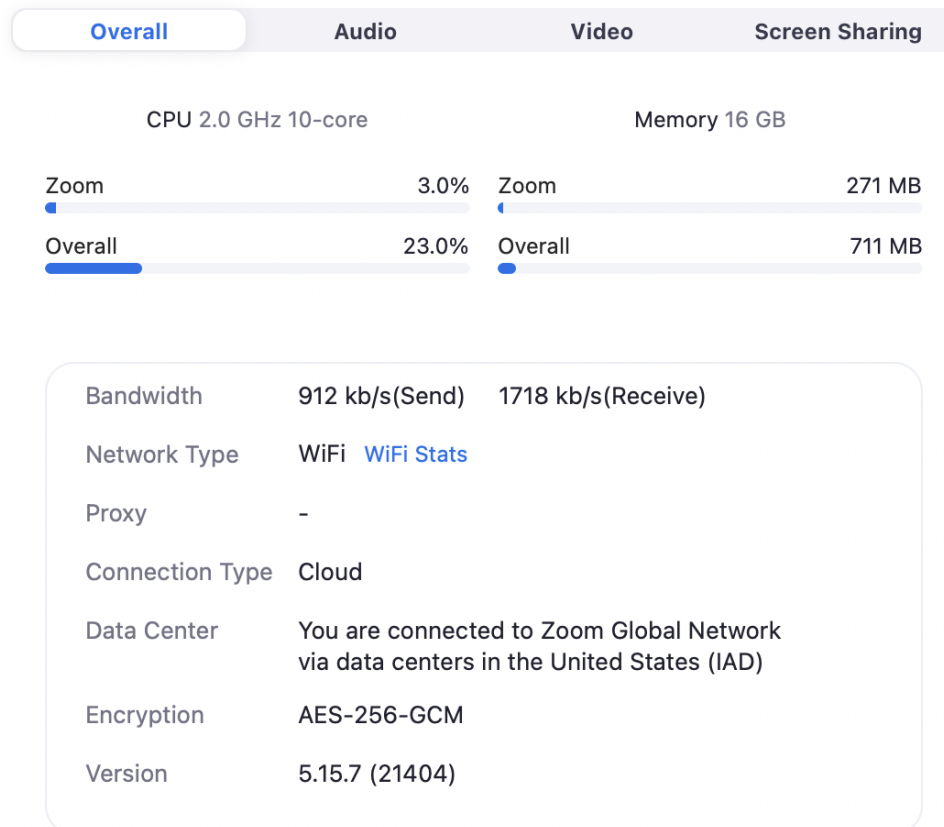 Overall Audio Video Screen Sharing
CPU 2.0 GHz 10-core
Memory 16 GB
Zoom 3.0%
Overall 23.0%
Zoom 271 MB
Overall 711 MB
Bandwidth 912 kb/s(Send) 1718 kb/s(Receive)
Network Type WiFi WiFi Stats
Proxy -
Connection Type Cloud
Data Center You are connected to Zoom Global Network
via data centers in the United States (IAD)
Encryption AES-256-GCM
Version 5.15.7 (21404)